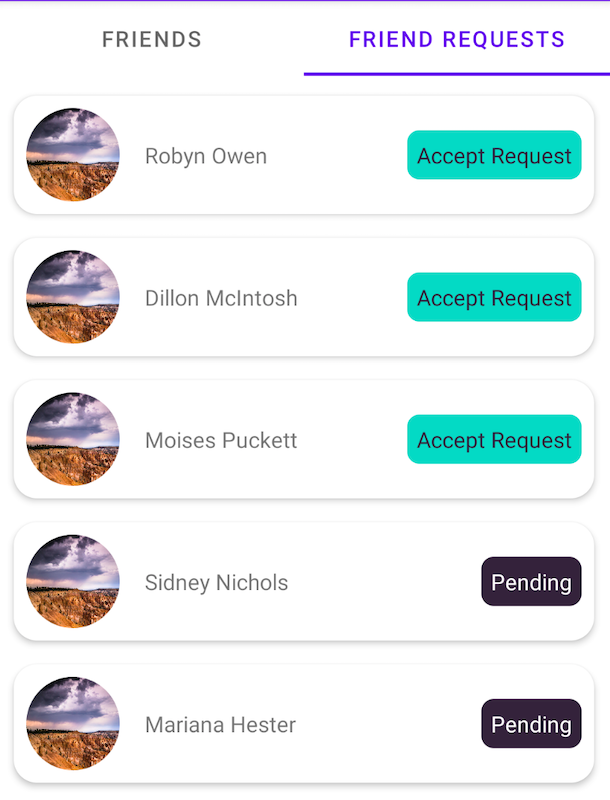 FRIENDS FRIEND REQUESTS
Robyn Owen Accept Request
Dillon McIntosh Accept Request
Moises Puckett Accept Request
Sidney Nichols Pending
Mariana Hester Pending